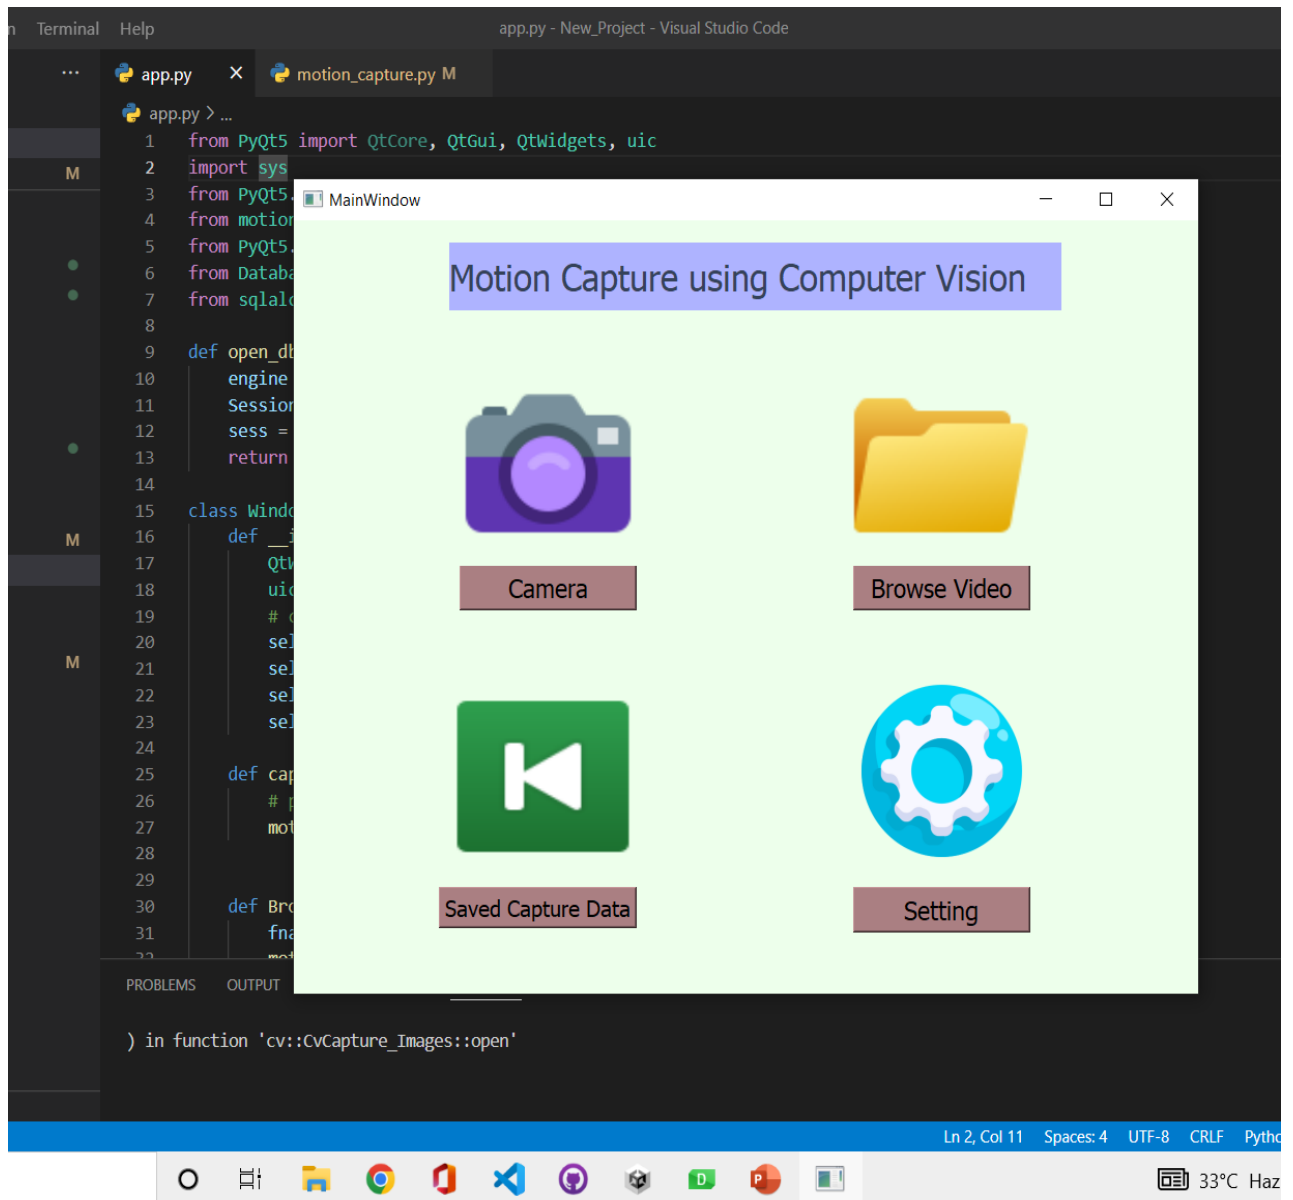 Terminal Help app.py - New_Project - Visual Studio Code
... app.py X motion_capture.py M
app.py > ...
1 from PyQt5 import QtCore, QtGui, QtWidgets, uic
2 import sys
M
3 from PyQt5.
4 from motion
5 from PyQt5.
6 from Databa
7 from sqlalc
8
9 def open_db
10 engine
11 Session
12 sess =
13 return
14
15 class Windo
16 def __i
M
17 QtW
18 uic
19 # c
20 sel
21 sel
M
22 sel
23 sel
24
25 def cap
26 # p
27 mot
28
29
30 def Bro
31 fna
32 mot
MainWindow
Motion Capture using Computer Vision
Camera
Browse Video
Saved Capture Data
Setting
PROBLEMS OUTPUT
) in function 'cv::CvCapture_Images::open'
Ln 2, Col 11 Spaces: 4 UTF-8 CRLF Pytho
D P 33°C Haz